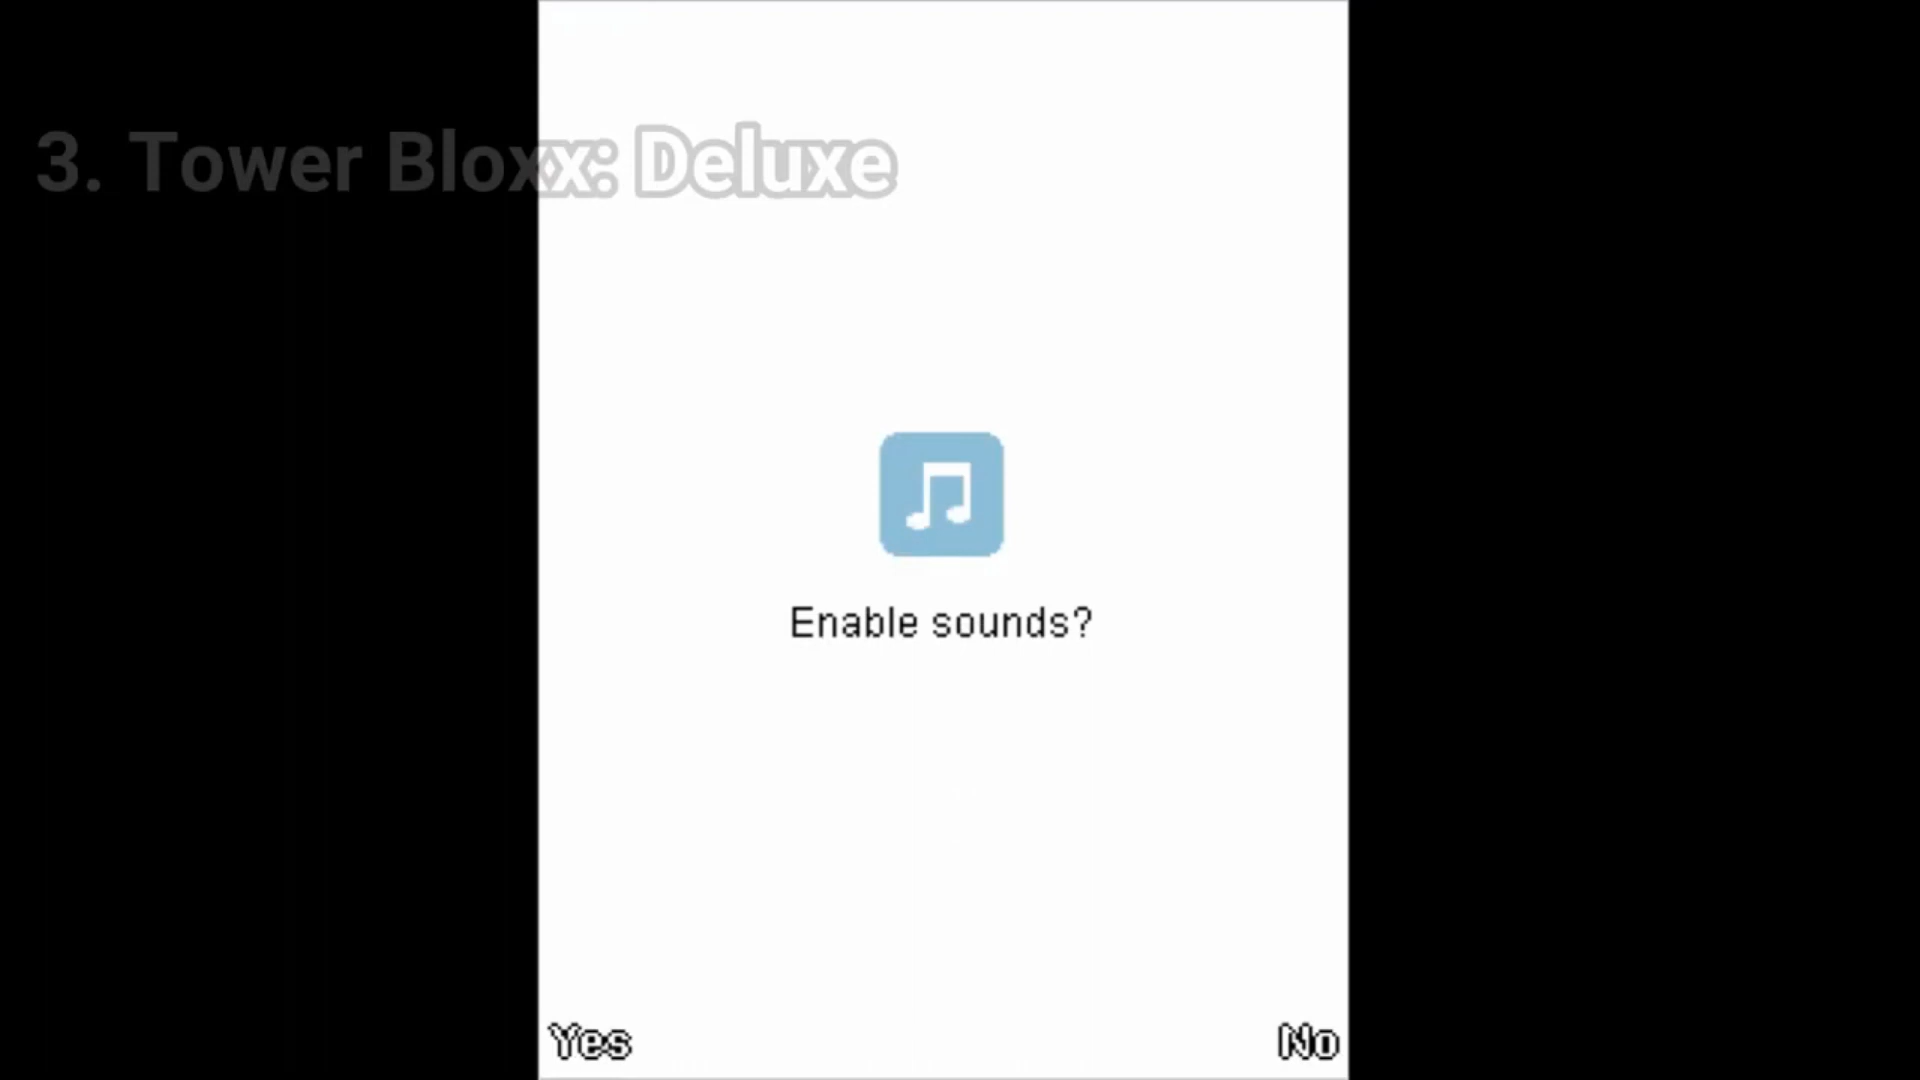 3. Tower Bloxx: Deluxe
Enable sounds?
Yes
No